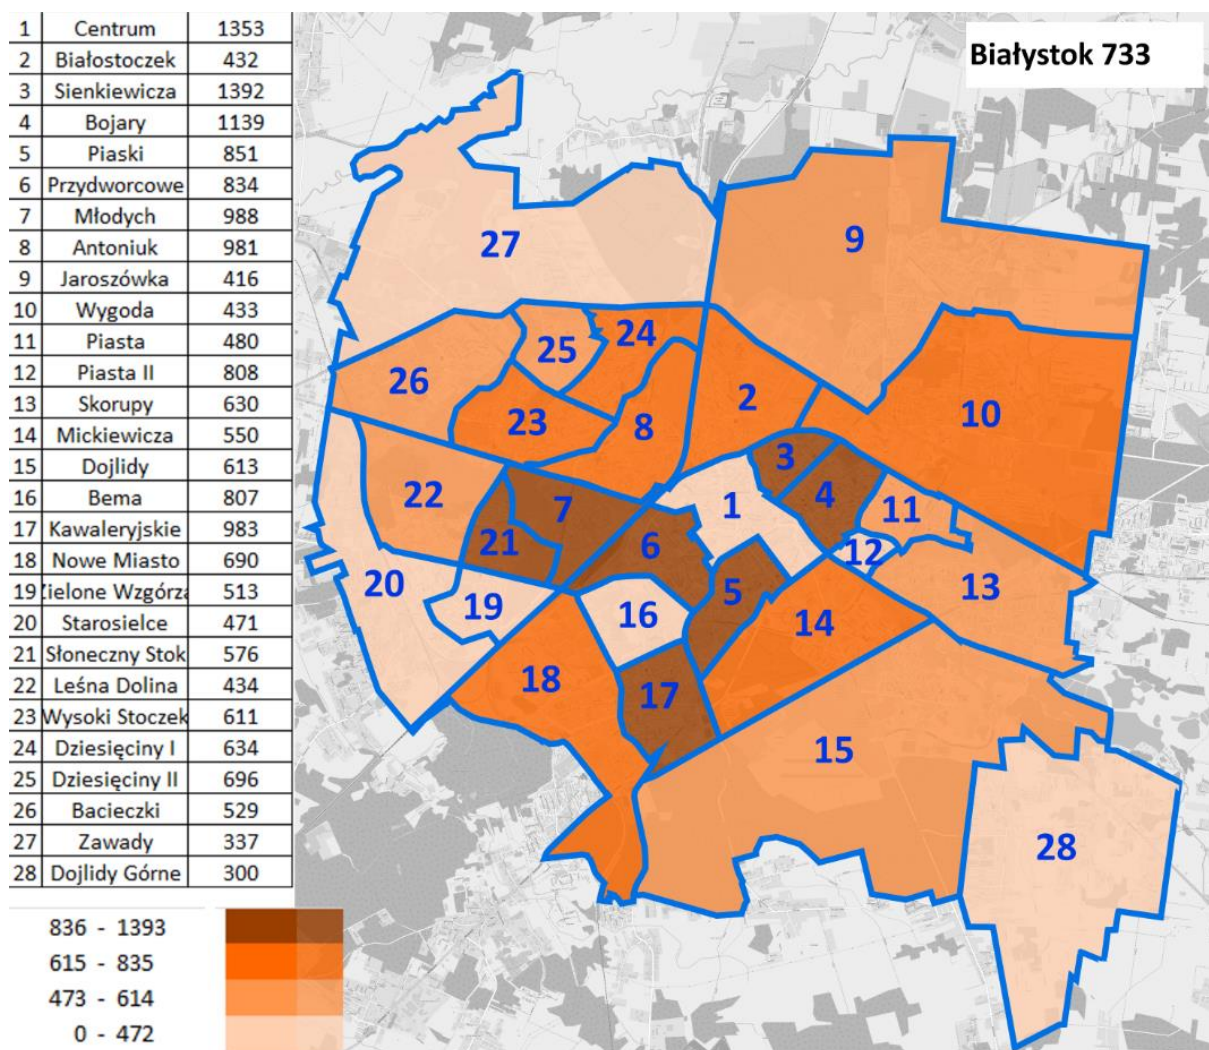 1 Centrum 1353
2 Białostoczek 432
3 Sienkiewicza 1392
4 Bojary 1139
5 Piaski 851
6 Przydworcowe 834
7 Młodych 988
8 Antoniuk 981
9 Jaroszówka 416
10 Wygoda 433
11 Piasta 480
12 Piasta II 808
13 Skorupy 630
14 Mickiewicza 550
15 Dojlidy 613
16 Bema 807
17 Kawaleryjskie 983
18 Nowe Miasto 690
19 Zielone Wzgórza 513
20 Starosielce 471
21 Słoneczny Stok 576
22 Leśna Dolina 434
23 Wysoki Stoczek 611
24 Dziesięciny I 634
25 Dziesięciny II 696
26 Bacieczki 529
27 Zawady 337
28 Dojlidy Górne 300
836 - 1393
615 - 835
473 - 614
0 - 472
Białystok 733
27
9
24
25
26
2
10
23
8
3
22
7
4
11
1
21
6
12
20
13
5
19
16
14
18
17
15
28